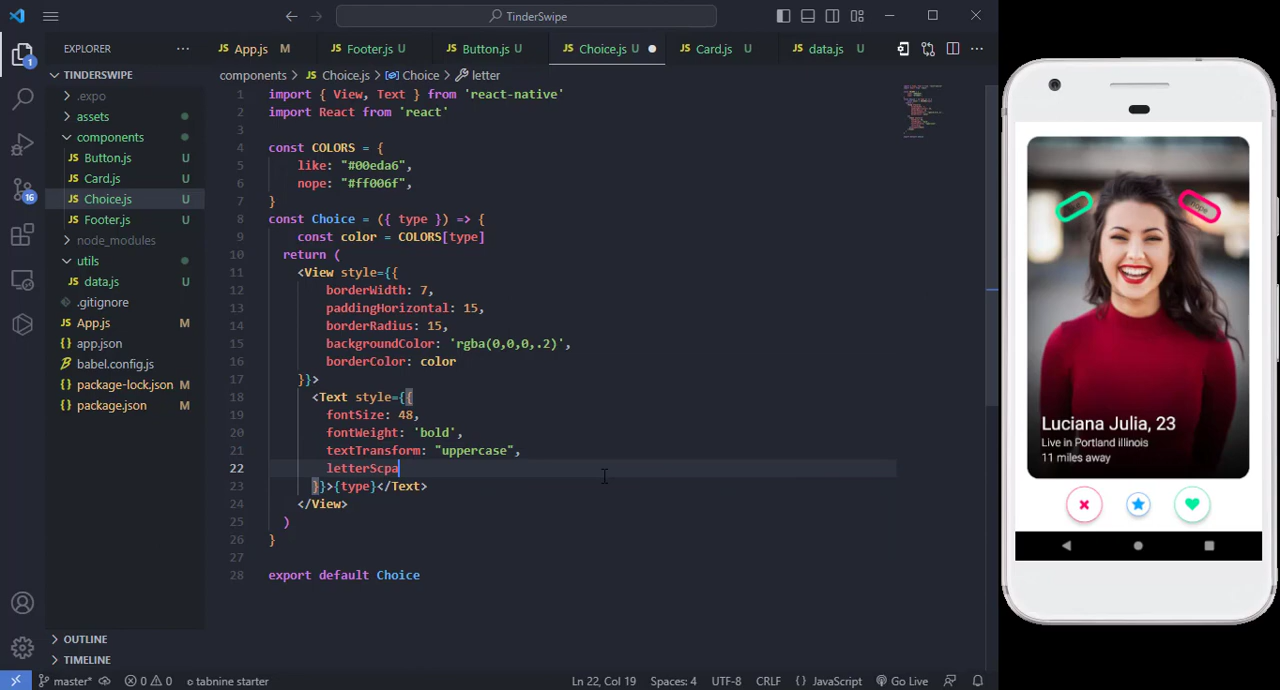 TinderSwipe
EXPLORER
App.js M
Footer.js U
Button.js U
Choice.js U
Card.js U
data.js U
TINDERSWIPE
.expo
assets
components
JS Button.js U
JS Card.js U
JS Choice.js U
JS Footer.js U
node_modules
utils
JS data.js U
.gitignore
JS App.js M
{} app.json
babel.config.js
{} package-lock.json M
{} package.json M
OUTLINE
TIMELINE
components > JS Choice.js > Choice > letter
1 import { View, Text } from 'react-native'
2 import React from 'react'
3
4 const COLORS = {
5 like: "#00eda6",
6 nope: "#ff006f",
7 }
8 const Choice = ({ type }) => {
9 const color = COLORS[type]
10 return (
11 <View style={{
12 borderWidth: 7,
13 paddingHorizontal: 15,
14 borderRadius: 15,
15 backgroundColor: 'rgba(0,0,0,.2)',
16 borderColor: color
17 }}>
18 <Text style={{
19 fontSize: 48,
20 fontWeight: 'bold',
21 textTransform: "uppercase",
22 letterScpa
23 }}>{type}</Text>
24 </View>
25 )
26 }
27
28 export default Choice
1
16
master*
0 0
tabnine starter
Ln 22, Col 19
Spaces: 4
UTF-8
CRLF
{} JavaScript
Go Live
Luciana Julia, 23
Live in Portland Illinois
11 miles away